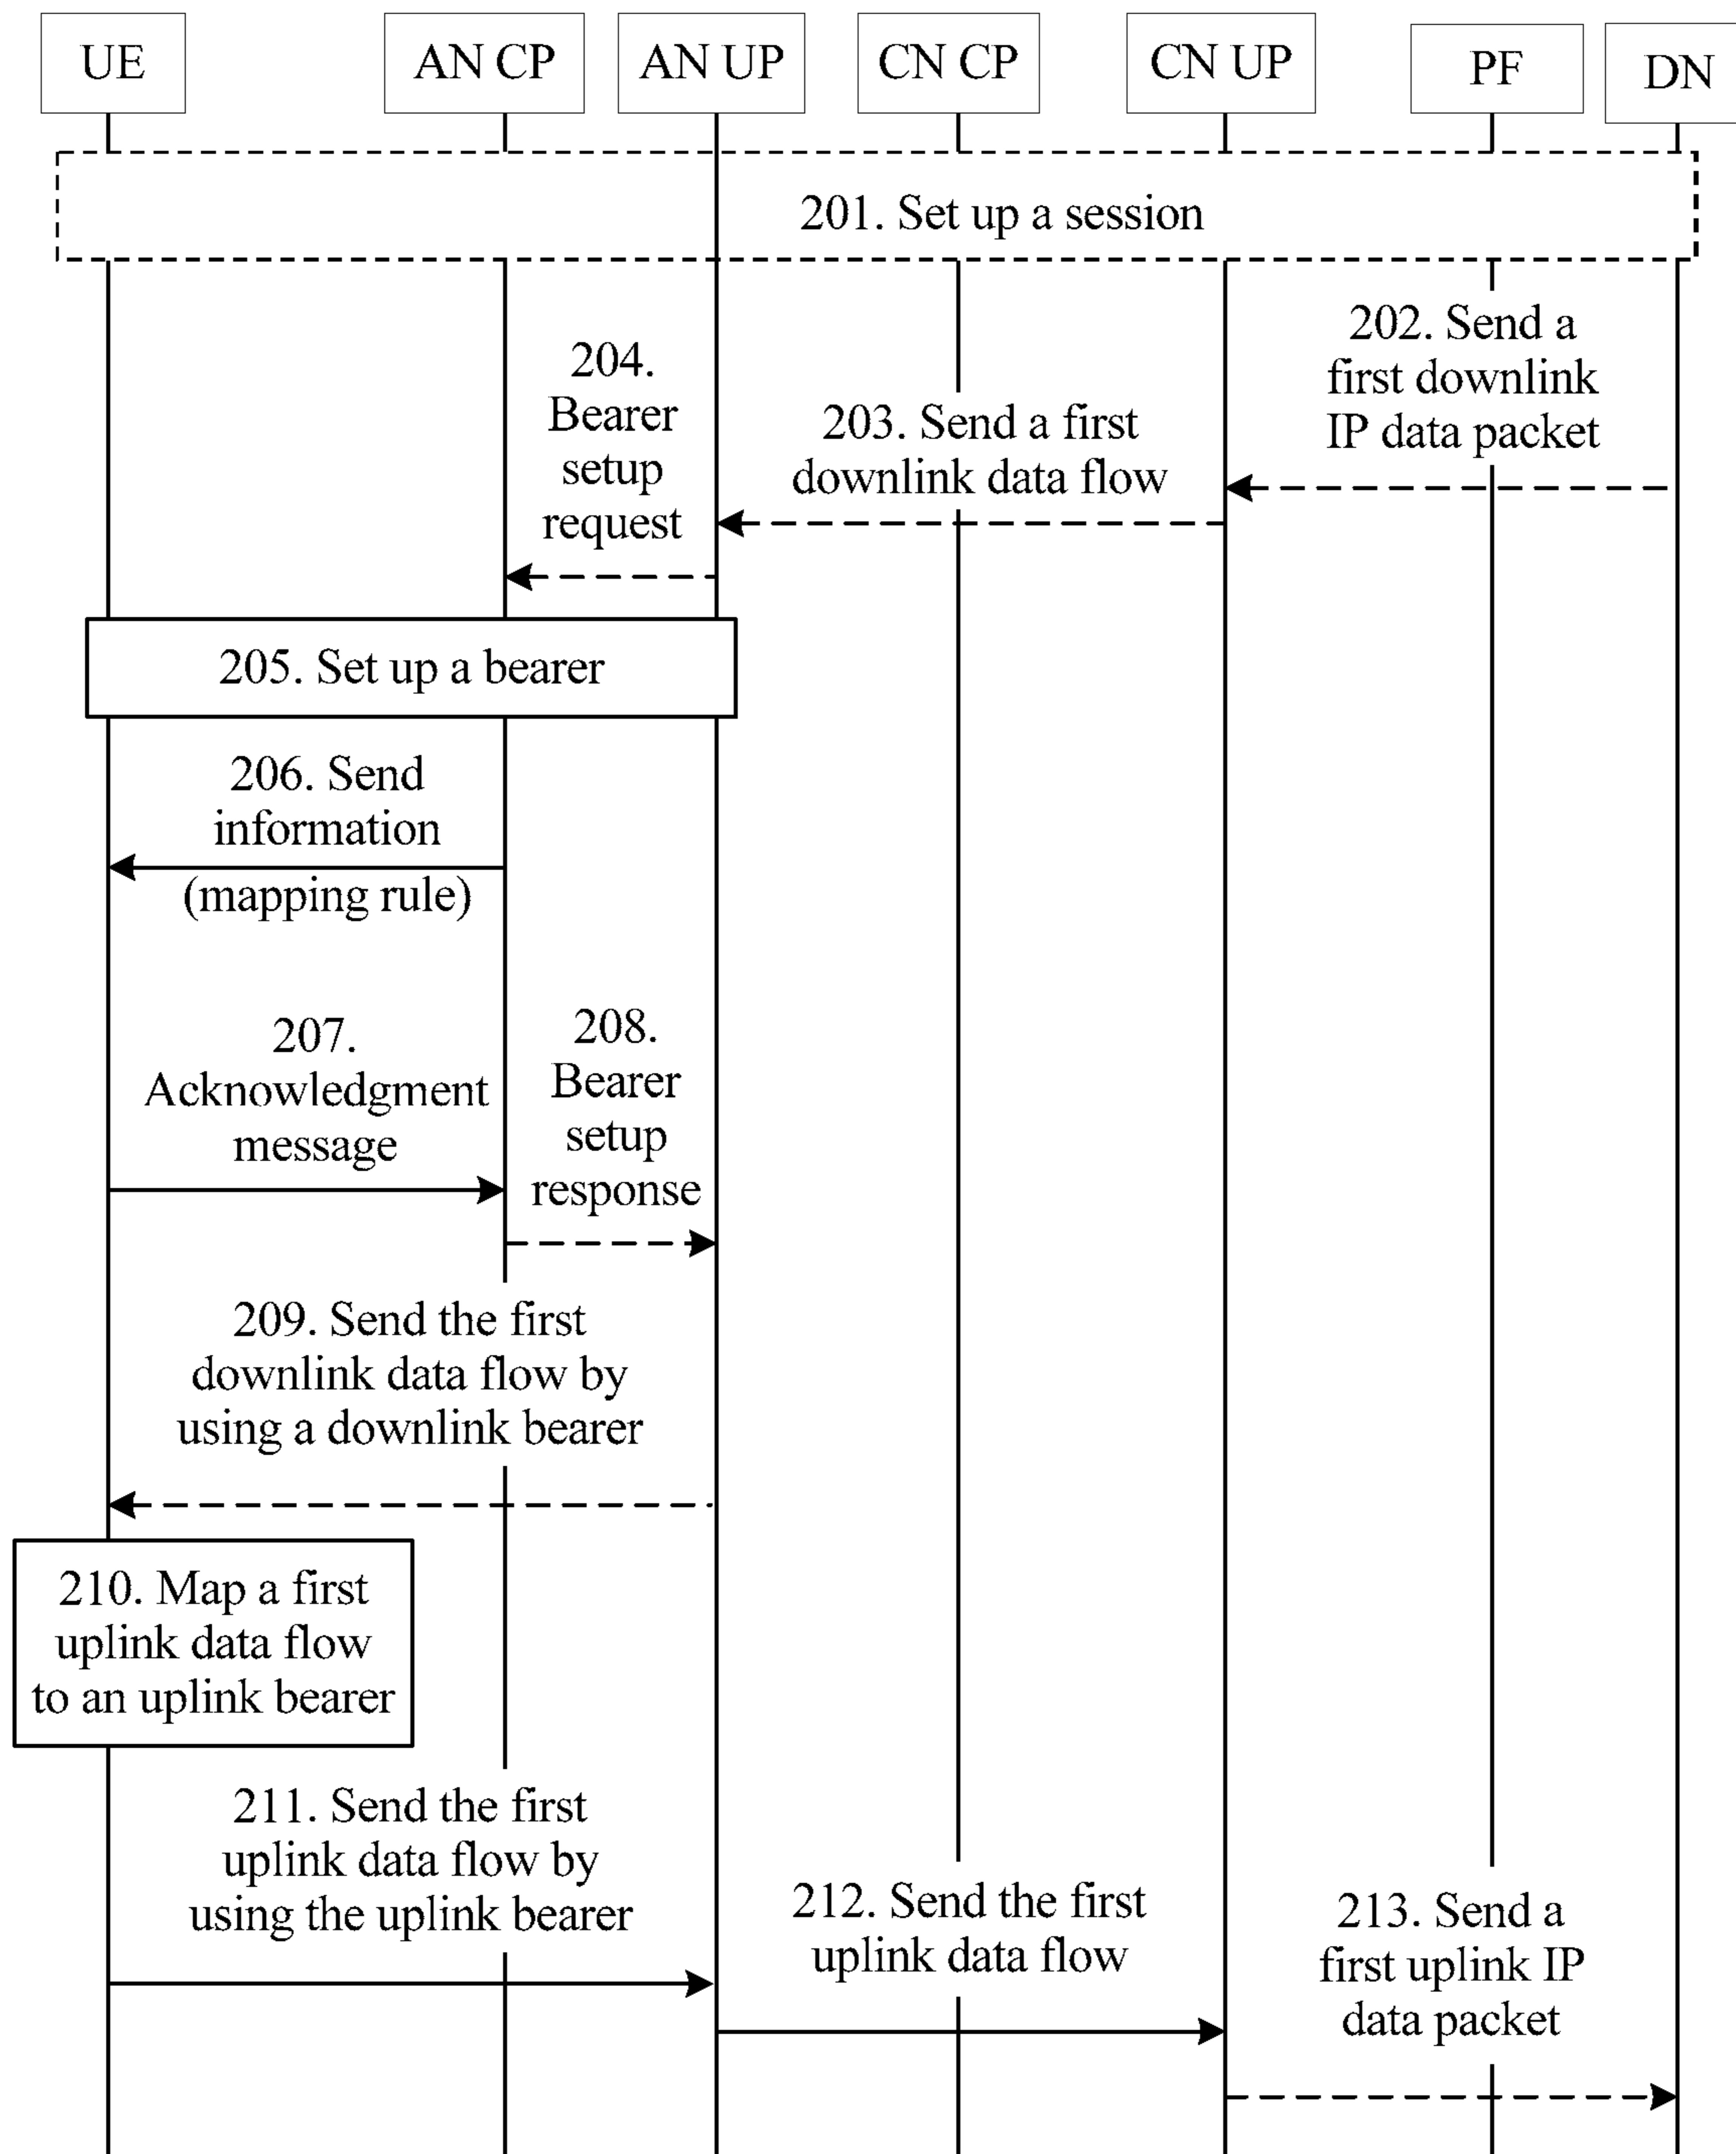 UE
AN CP
AN UP
CN CP
CN UP
PF
DN
201. Set up a session
202. Send a
first downlink
IP data packet
203. Send a first
downlink data flow
204.
Bearer
setup
request
205. Set up a bearer
206. Send
information
(mapping rule)
207.
Acknowledgment
message
208.
Bearer
setup
response
209. Send the first
downlink data flow by
using a downlink bearer
210. Map a first
uplink data flow
to an uplink bearer
211. Send the first
uplink data flow by
using the uplink bearer
212. Send the first
uplink data flow
213. Send a
first uplink IP
data packet